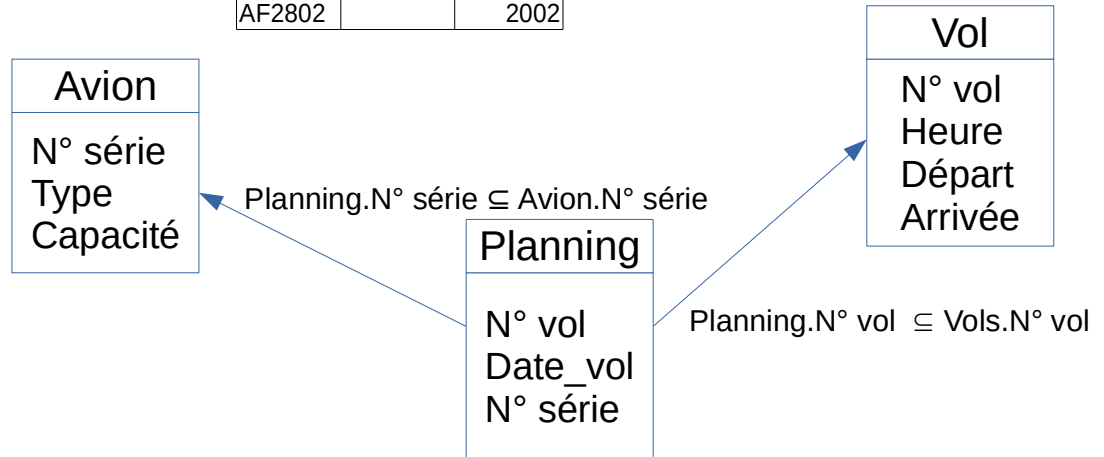 AF2802 2002
Avion
N° série
Type
Capacité
Planning.N° série ⊆ Avion.N° série
Vol
N° vol
Heure
Départ
Arrivée
Planning
N° vol
Date_vol
N° série
Planning.N° vol ⊆ Vols.N° vol